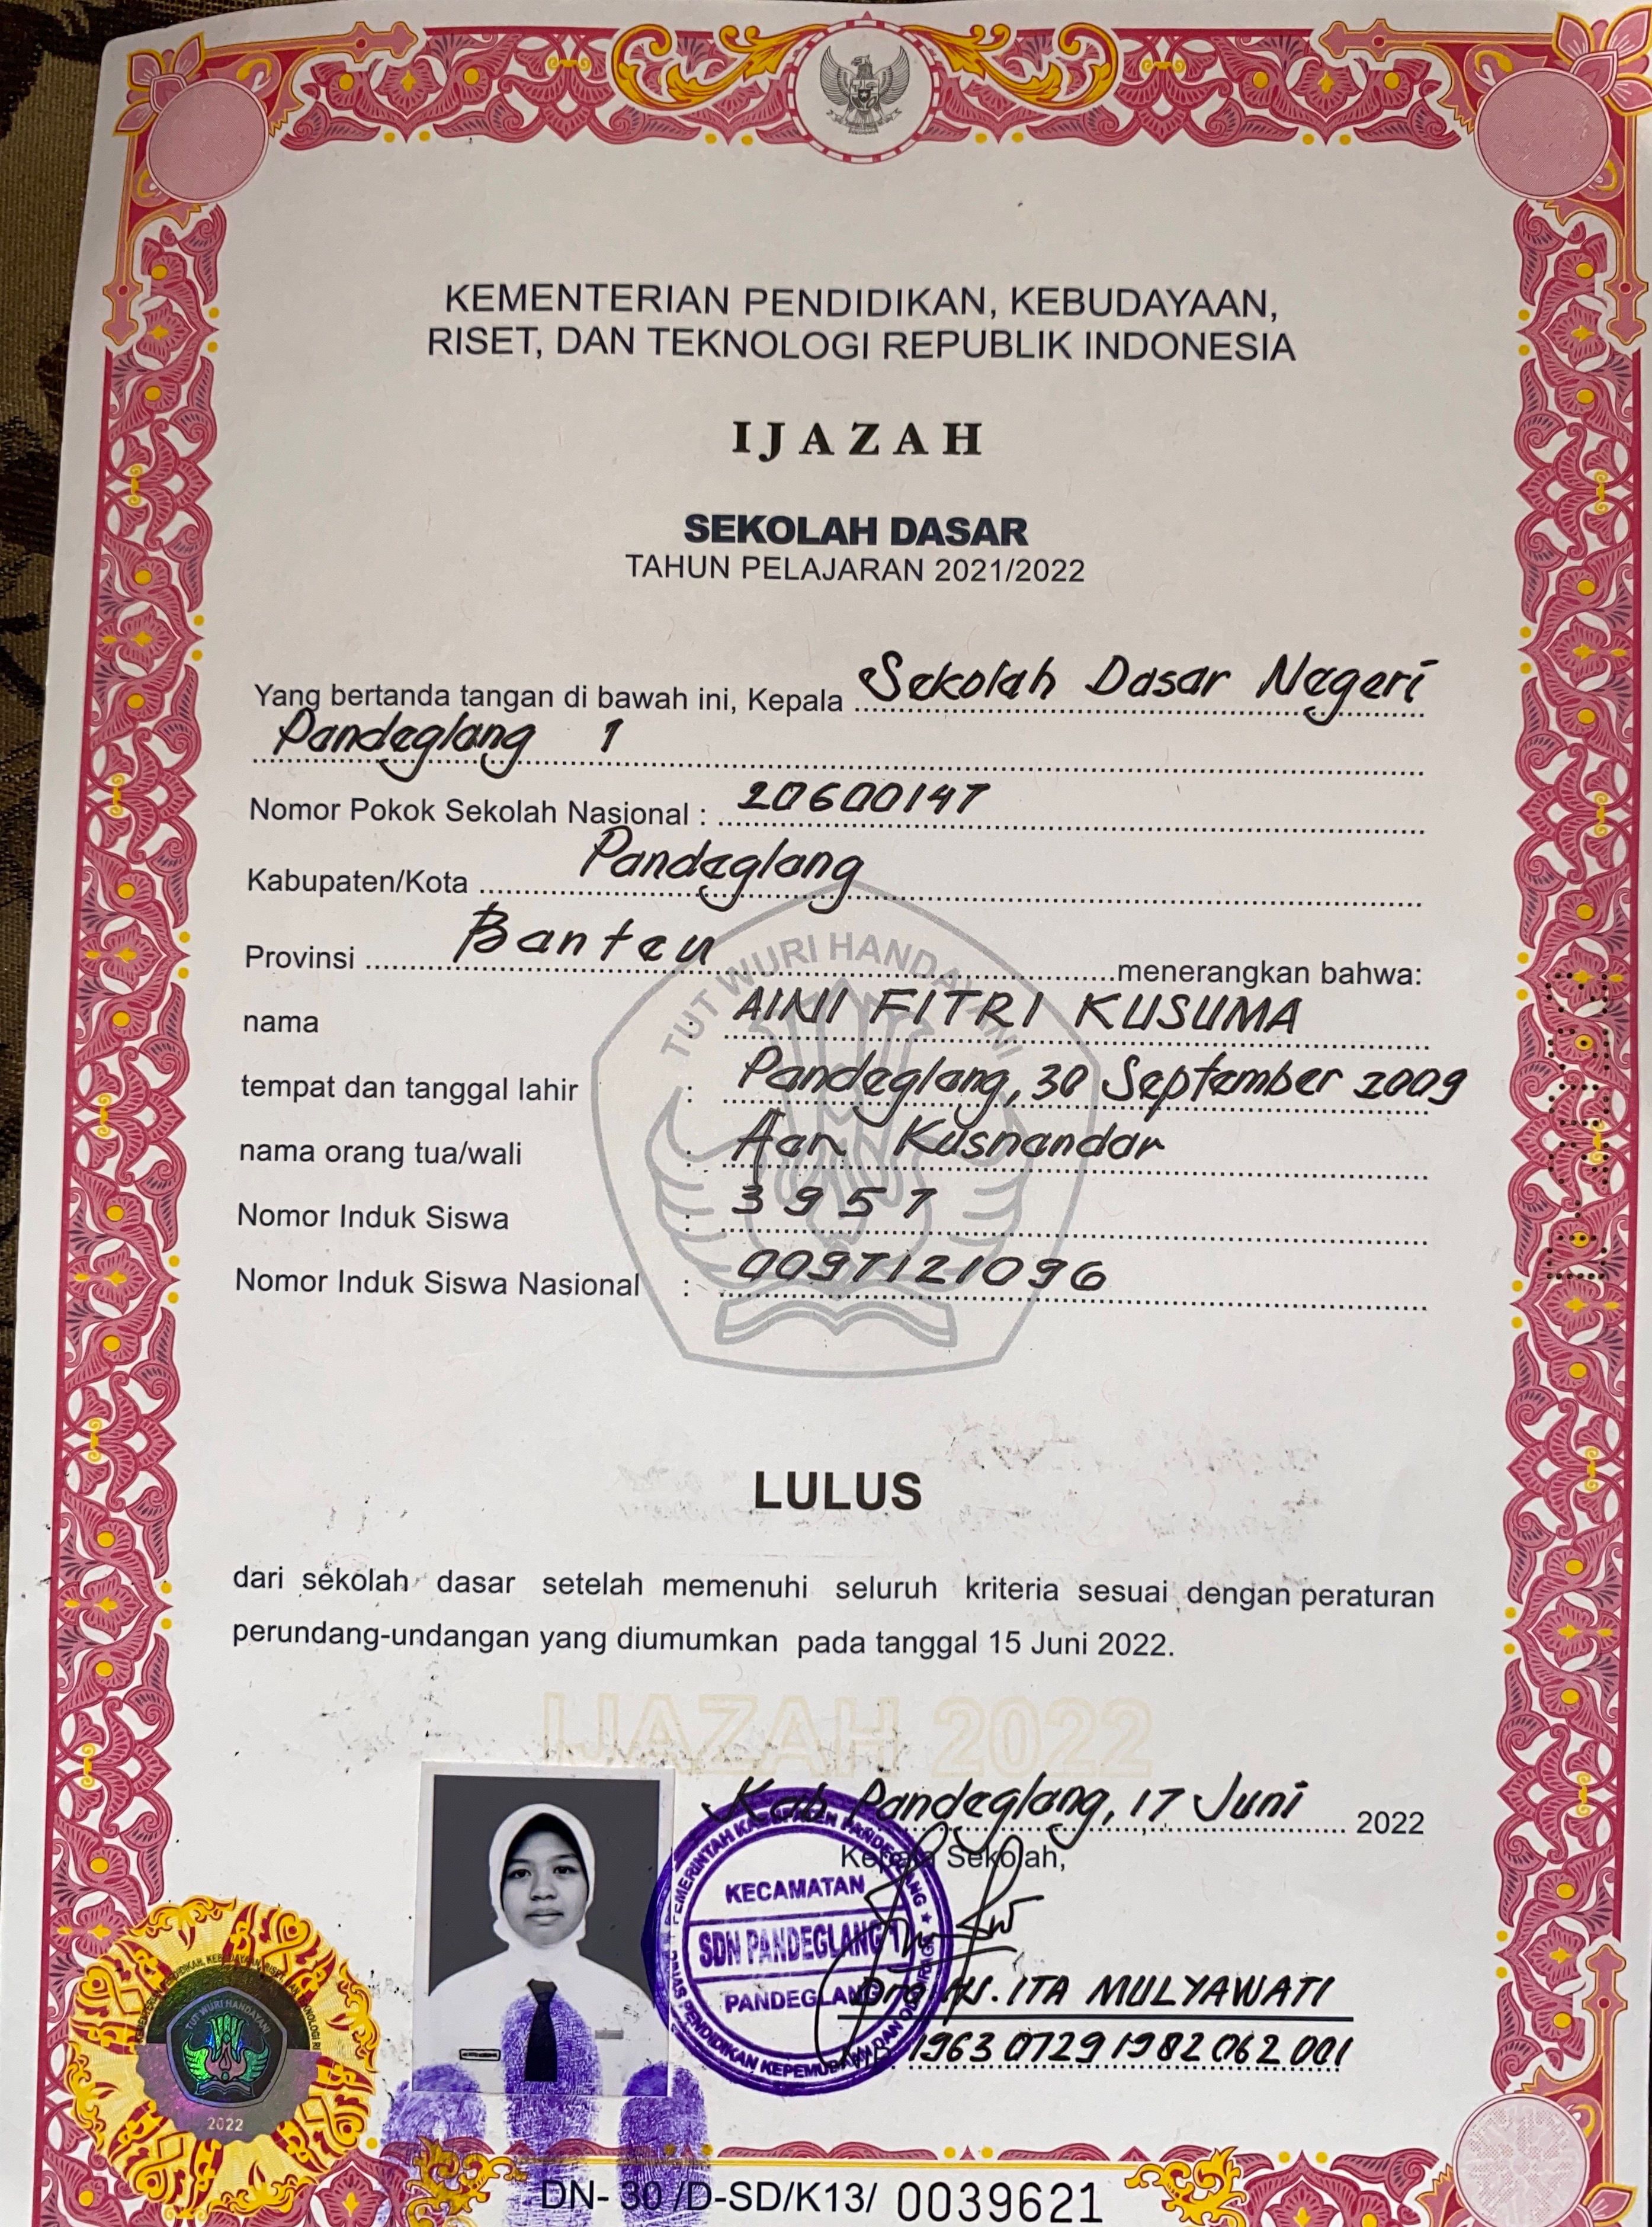 KEMENTERIAN PENDIDIKAN, KEBUDAYAAN,
RISET, DAN TEKNOLOGI REPUBLIK INDONESIA
IJAZAH
SEKOLAH DASAR
TAHUN PELAJARAN 2021/2022
Yang bertanda tangan di bawah ini, Kepala Sekolah Dasar Negeri
Pandeglang 1
Nomor Pokok Sekolah Nasional : 20600147
Kabupaten/Kota Pandeglang
Provinsi Banten menerangkan bahwa:
TUT WURI HANDAYANI
nama : AINI FITRI KUSUMA
tempat dan tanggal lahir : Pandeglang, 30 September 2009
nama orang tua/wali : Aan Kusnandar
Nomor Induk Siswa : 3957
Nomor Induk Siswa Nasional : 0097121096
LULUS
dari sekolah dasar setelah memenuhi seluruh kriteria sesuai dengan peraturan
perundang-undangan yang diumumkan pada tanggal 15 Juni 2022.
IJAZAH 2022
Kab Pandeglang, 17 Juni 2022
Kepala Sekolah,
PEMERINTAH KABUPATEN PANDEGLANG
KECAMATAN
SDN PANDEGLANG 1
PANDEGLANG
DINAS PENDIDIKAN KEPEMUDAAN DAN OLAHRAGA
ITA MULYAWATI
196307291982062001
TUT WURI HANDAYANI
2022
DN- 30 /D-SD/K13/ 0039621